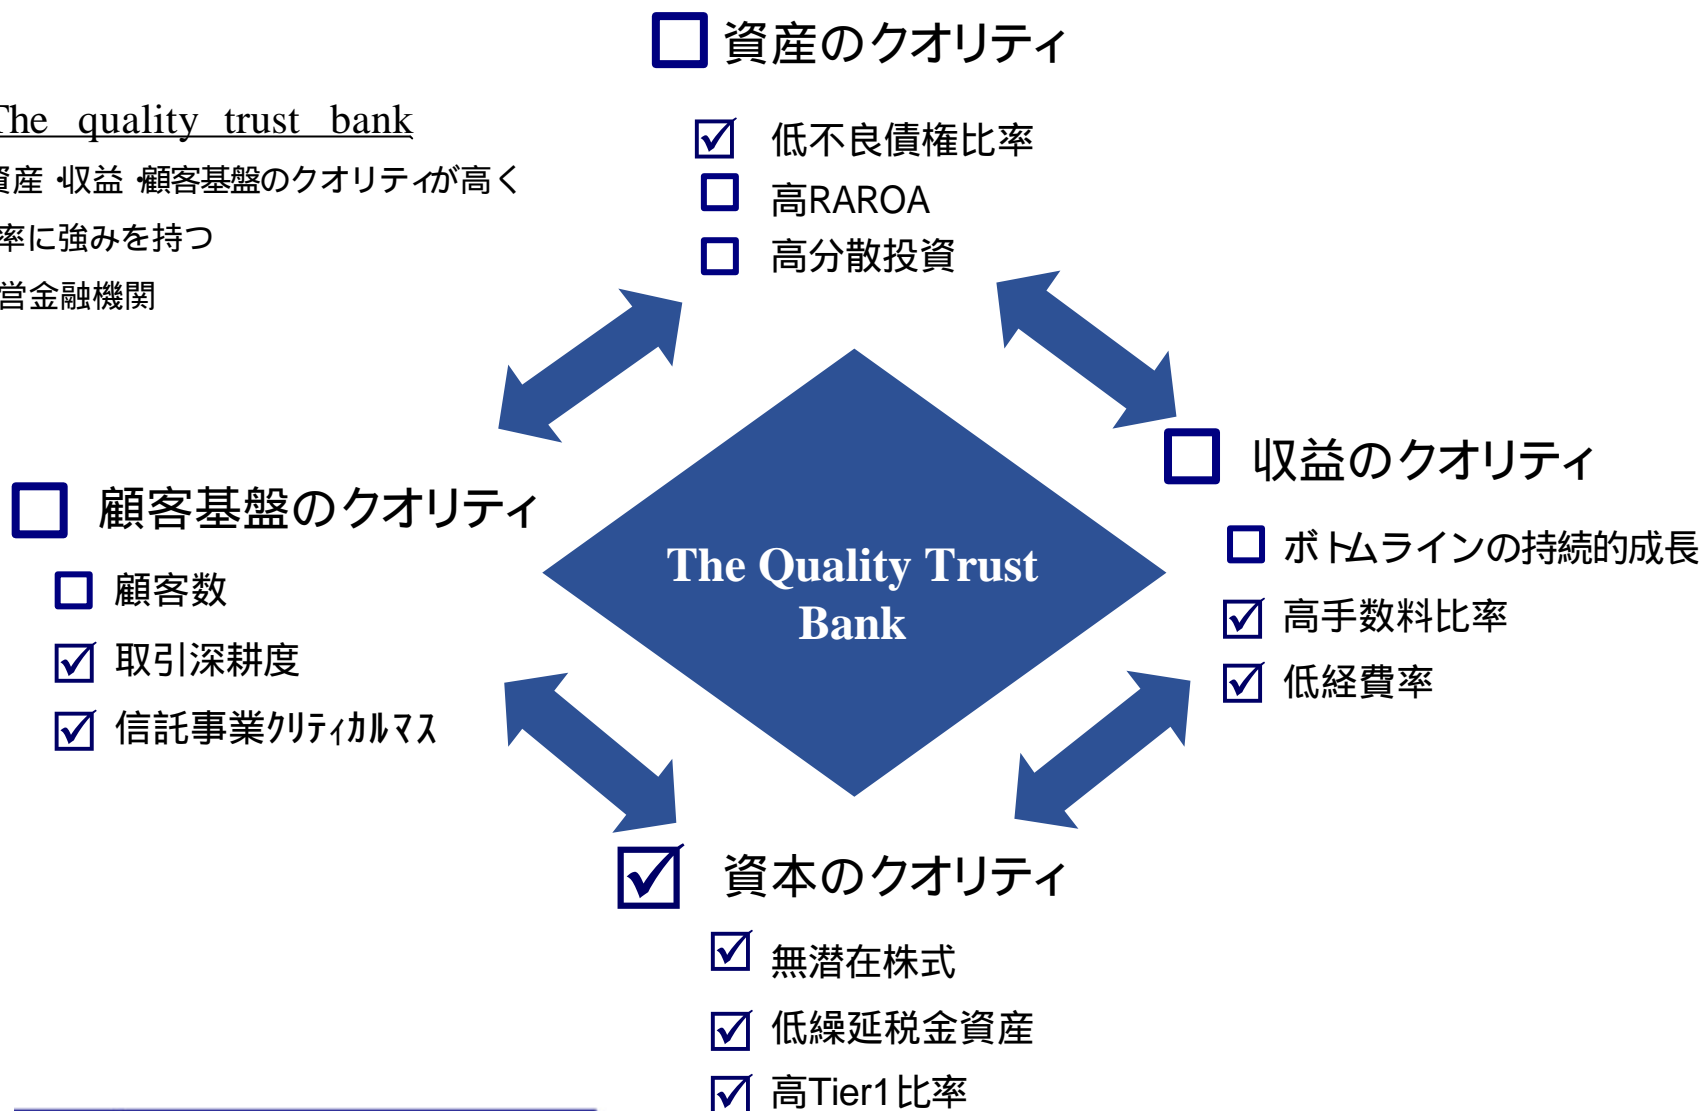 資産のクオリティ
低不良債権比率
高RAROA
高分散投資
The quality trust bank
資産・収益・顧客基盤のクオリティが高く
率に強みを持つ
営金融機関
収益のクオリティ
ボトムラインの持続的成長
高手数料比率
低経費率
顧客基盤のクオリティ
顧客数
取引深耕度
信託事業ｸﾘﾃｨｶﾙﾏｽ
The Quality Trust
Bank
資本のクオリティ
無潜在株式
低繰延税金資産
高Tier1比率